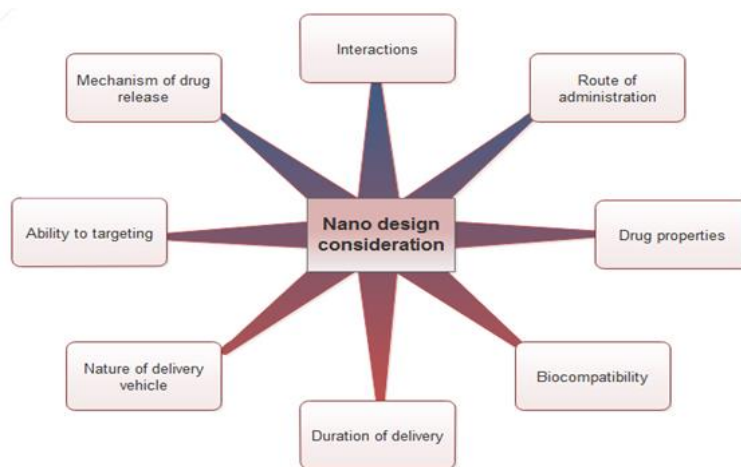 Interactions
Mechanism of drug
release
Route of
administration
Ability to targeting
Nano design
consideration
Drug properties
Nature of delivery
vehicle
Biocompatibility
Duration of delivery